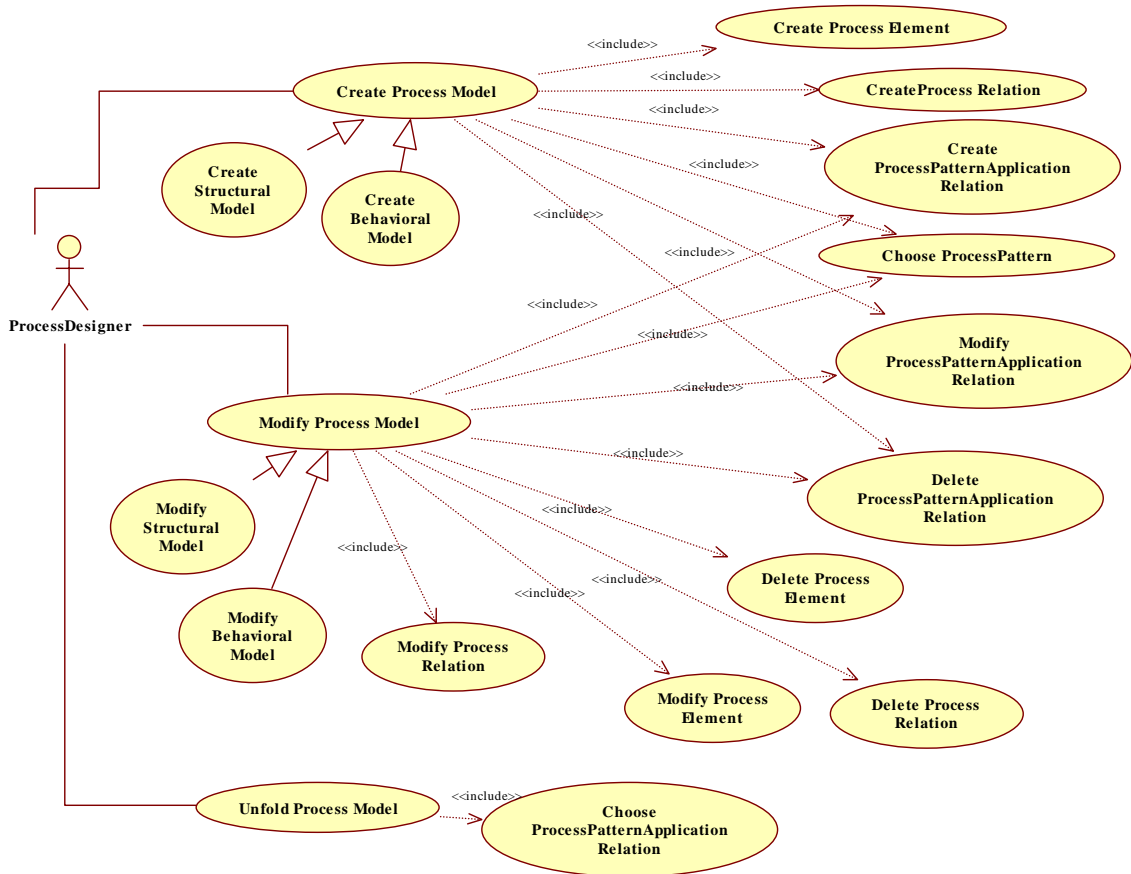 Create Process Element
<<include>>
<<include>>
Create Process Model
CreateProcess Relation
<<include>>
Create
ProcessPatternApplication
Relation
Create
Structural
Model
<<include>>
Create
Behavioral
Model
<<include>>
<<include>>
Choose ProcessPattern
<<include>>
<<include>>
ProcessDesigner
Modify
ProcessPatternApplication
Relation
<<include>>
Modify Process Model
<<include>>
Delete
ProcessPatternApplication
Relation
Modify
Structural
Model
<<include>>
<<include>>
Delete Process
Element
<<include>>
<<include>>
Modify
Behavioral
Model
Modify Process
Relation
Modify Process
Element
Delete Process
Relation
<<include>>
Unfold Process Model
Choose
ProcessPatternApplication
Relation